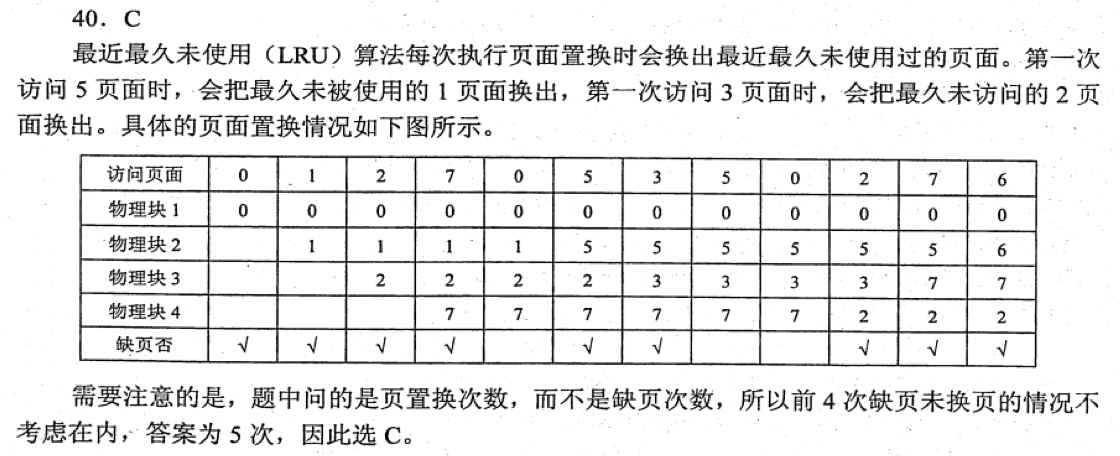 40．C
最近最久未使用（LRU）算法每次执行页面置换时会换出最近最久未使用过的页面。第一次
访问 5 页面时，会把最久未被使用的 1 页面换出，第一次访问 3 页面时，会把最久未访问的 2 页
面换出。具体的页面置换情况如下图所示。
访问页面 0 1 2 7 0 5 3 5 0 2 7 6
物理块 1 0 0 0 0 0 0 0 0 0 0 0 0
物理块 2 1 1 1 1 5 5 5 5 5 5 6
物理块 3 2 2 2 2 3 3 3 3 7 7
物理块 4 7 7 7 7 7 7 2 2 2
缺页否 √ √ √ √ √ √ √ √ √
需要注意的是，题中问的是页置换次数，而不是缺页次数，所以前 4 次缺页未换页的情况不
考虑在内，答案为 5 次，因此选 C。